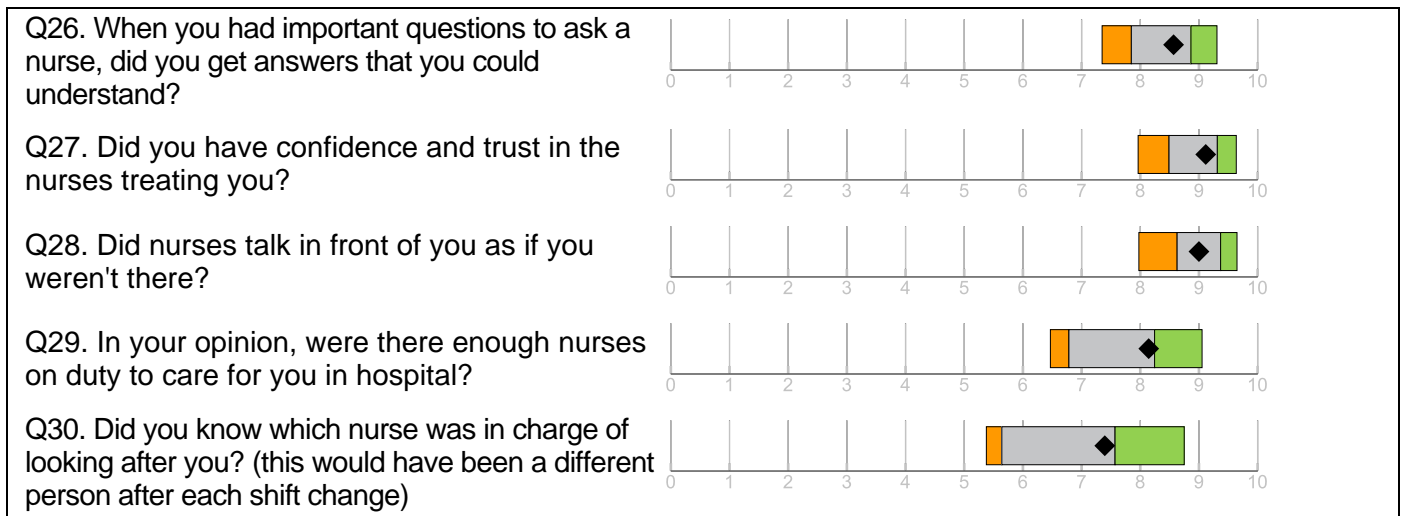 Q26. When you had important questions to ask a
nurse, did you get answers that you could
understand?
0 1 2 3 4 5 6 7 8 9 10
Q27. Did you have confidence and trust in the
nurses treating you?
0 1 2 3 4 5 6 7 8 9 10
Q28. Did nurses talk in front of you as if you
weren't there?
0 1 2 3 4 5 6 7 8 9 10
Q29. In your opinion, were there enough nurses
on duty to care for you in hospital?
0 1 2 3 4 5 6 7 8 9 10
Q30. Did you know which nurse was in charge of
looking after you? (this would have been a different
person after each shift change)
0 1 2 3 4 5 6 7 8 9 10